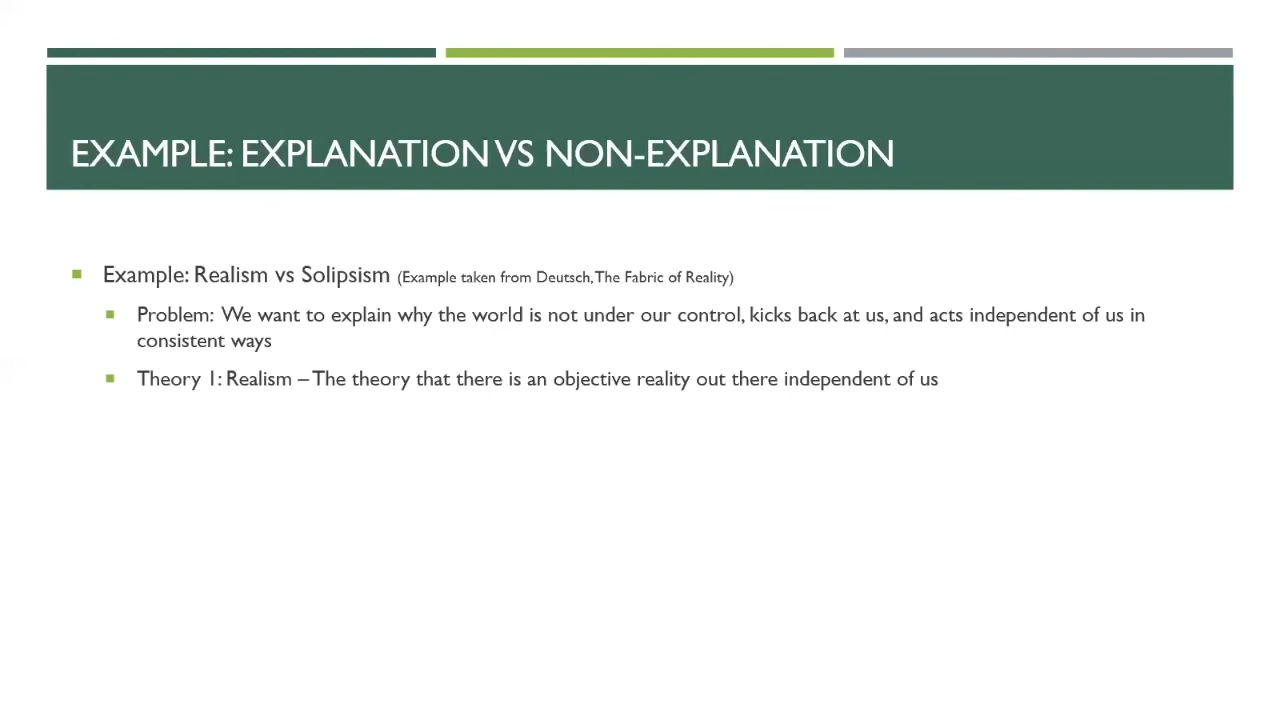 EXAMPLE: EXPLANATION VS NON-EXPLANATION
Example: Realism vs Solipsism (Example taken from Deutsch, The Fabric of Reality)
Problem: We want to explain why the world is not under our control, kicks back at us, and acts independent of us in
consistent ways
Theory 1: Realism – The theory that there is an objective reality out there independent of us